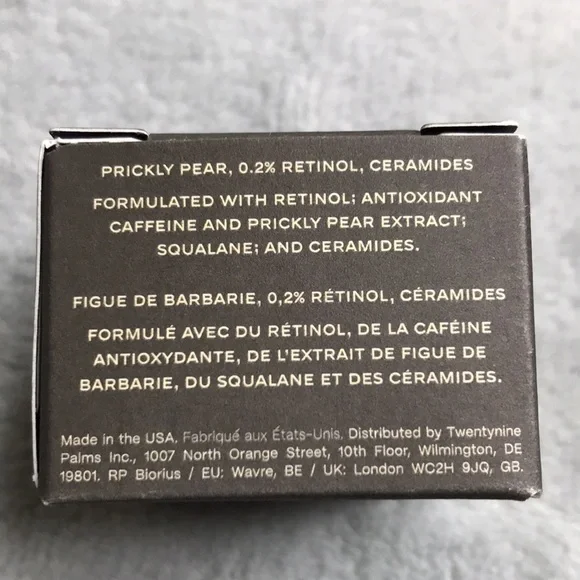 PRICKLY PEAR, 0.2% RETINOL, CERAMIDES
FORMULATED WITH RETINOL; ANTIOXIDANT
CAFFEINE AND PRICKLY PEAR EXTRACT;
SQUALANE; AND CERAMIDES.
FIGUE DE BARBARIE, 0,2% RÉTINOL, CÉRAMIDES
FORMULÉ AVEC DU RÉTINOL, DE LA CAFÉINE
ANTIOXYDANTE, DE L'EXTRAIT DE FIGUE DE
BARBARIE, DU SQUALANE ET DES CÉRAMIDES.
Made in the USA. Fabriqué aux États-Unis. Distributed by Twentynine
Palms Inc., 1007 North Orange Street, 10th Floor, Wilmington, DE
19801. RP Biorius / EU: Wavre, BE / UK: London WC2H 9JQ, GB.